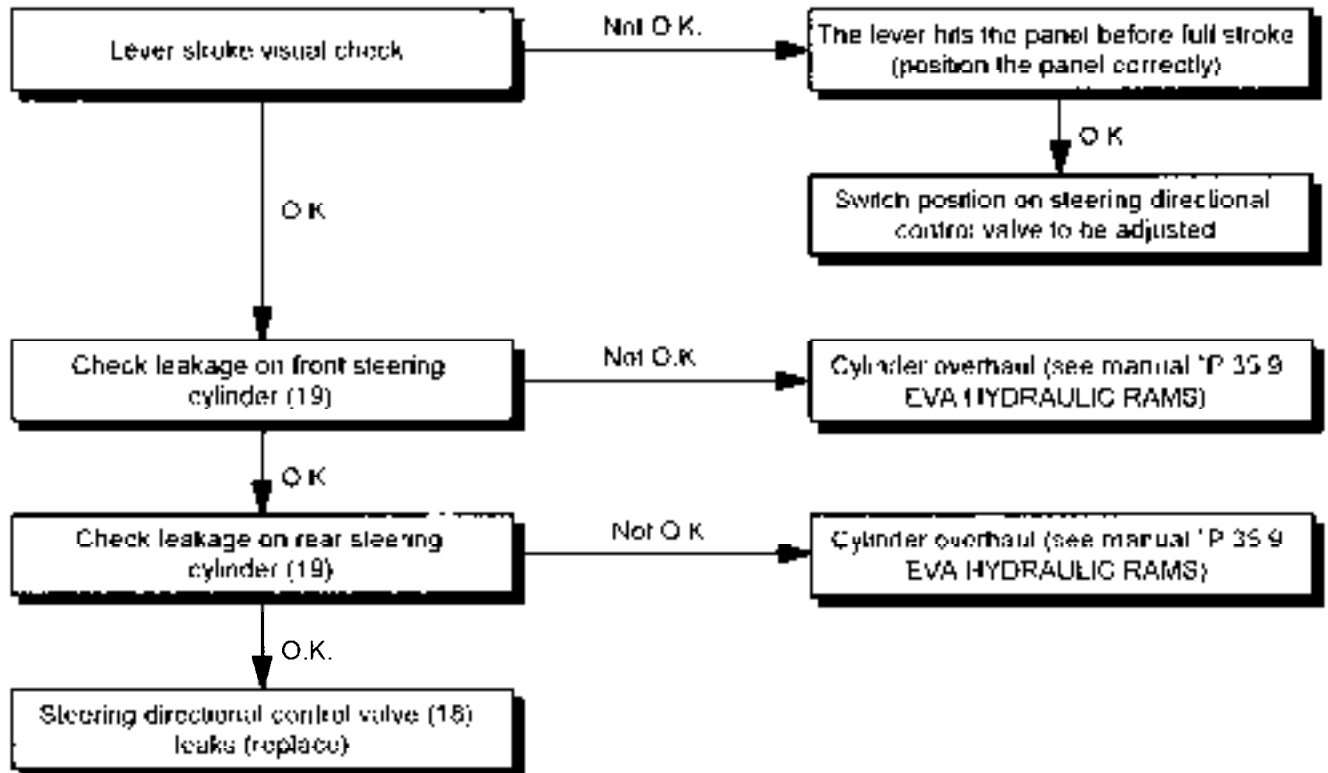 Lever stroke visual check
Not O.K.
The lever hits the panel before full stroke
(position the panel correctly)
O K
O K
Switch position on steering directional
control valve to be adjusted
Check leakage on front steering
cylinder (19)
Not O.K
Cylinder overhaul (see manual
EVA HYDRAULIC RAMS)
O K
Check leakage on rear steering
cylinder (19)
Not O K
Cylinder overhaul (see manual
EVA HYDRAULIC RAMS)
O.K.
Steering directional control valve (18)
leaks (replace)